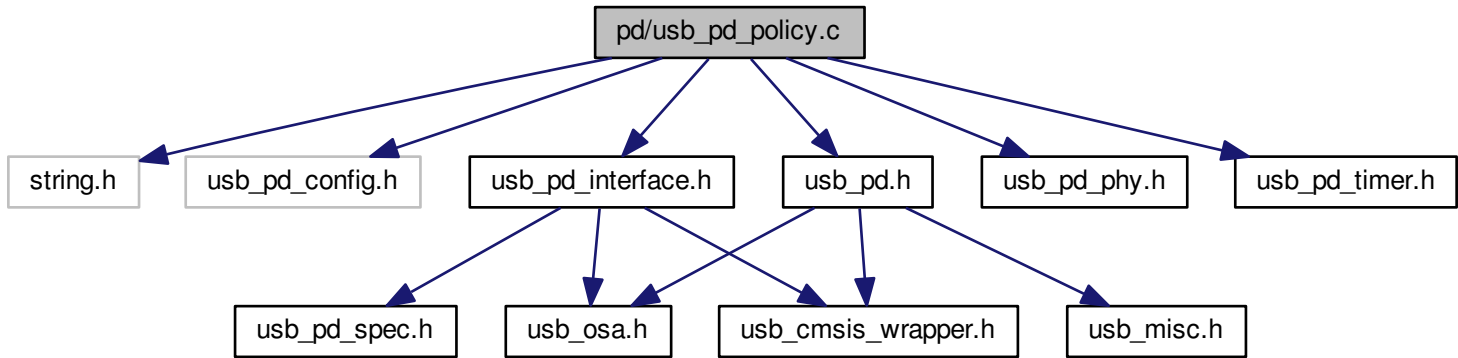 pd/usb_pd_policy.c
string.h
usb_pd_config.h
usb_pd_interface.h
usb_pd.h
usb_pd_phy.h
usb_pd_timer.h
usb_pd_spec.h
usb_osa.h
usb_cmsis_wrapper.h
usb_misc.h